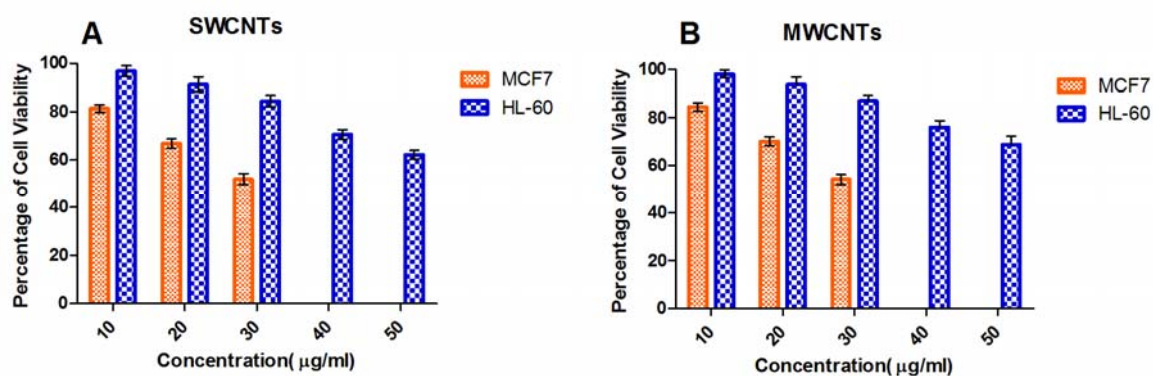 A
SWCNTs
Percentage of Cell Viability
100
80
60
40
20
0
10
20
30
40
50
Concentration( μg/ml)
MCF7
HL-60
B
MWCNTs
Percentage of Cell Viability
100
80
60
40
20
0
10
20
30
40
50
Concentration( μg/ml)
MCF7
HL-60